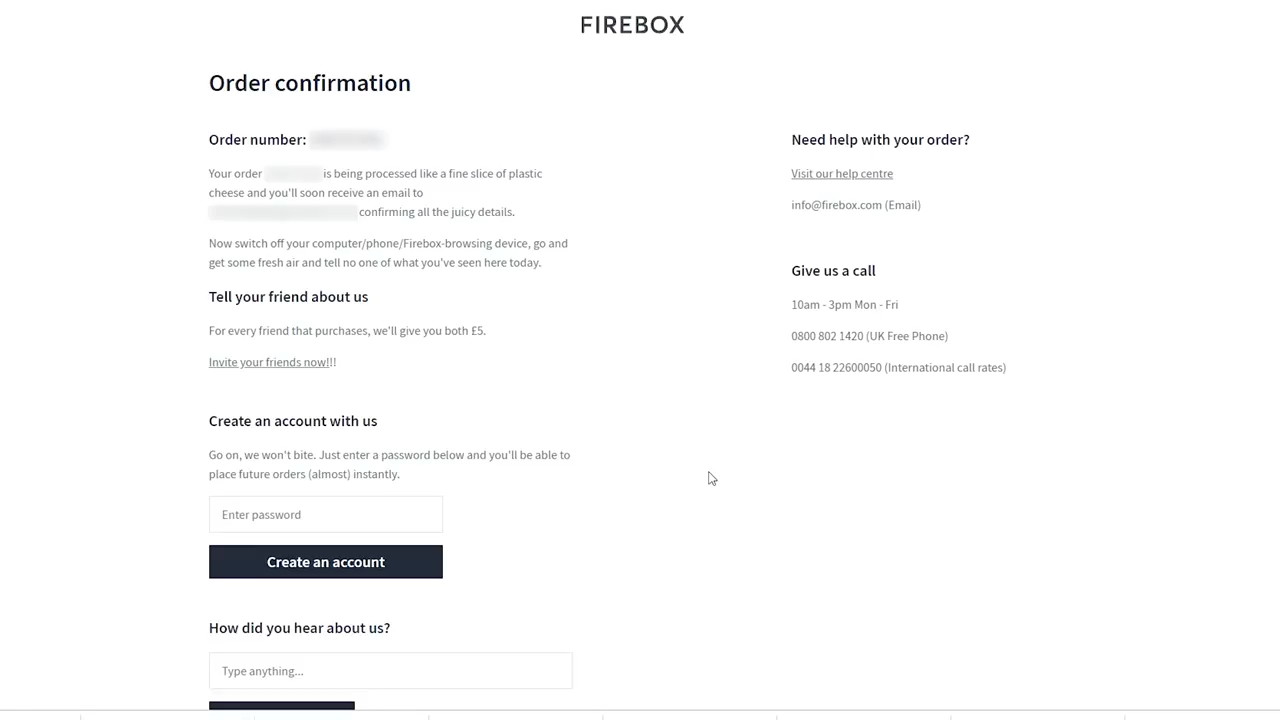 FIREBOX
Order confirmation
Order number:
Your order is being processed like a fine slice of plastic
cheese and you'll soon receive an email to
confirming all the juicy details.
Now switch off your computer/phone/Firebox-browsing device, go and
get some fresh air and tell no one of what you've seen here today.
Tell your friend about us
For every friend that purchases, we'll give you both £5.
Invite your friends now!!!
Create an account with us
Go on, we won't bite. Just enter a password below and you'll be able to
place future orders (almost) instantly.
Enter password
Create an account
How did you hear about us?
Type anything...
Need help with your order?
Visit our help centre
info@firebox.com (Email)
Give us a call
10am - 3pm Mon - Fri
0800 802 1420 (UK Free Phone)
0044 18 22600050 (International call rates)